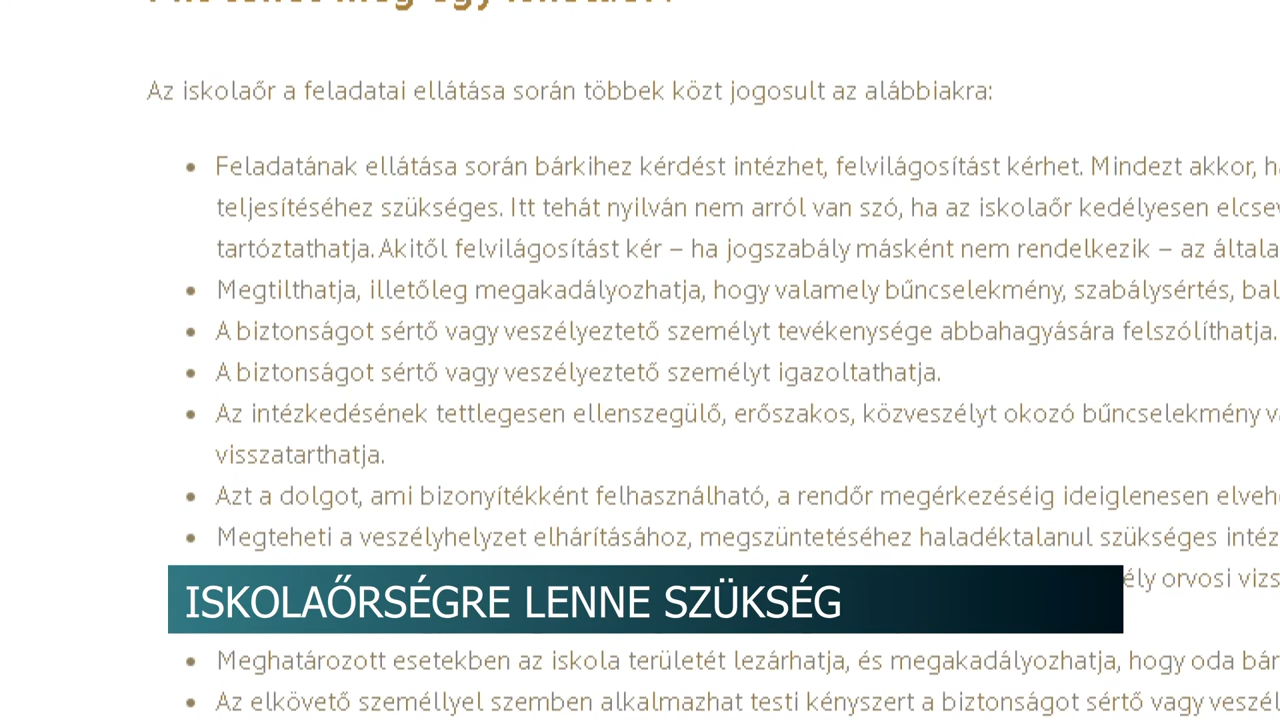 Az iskolaőr a feladatai ellátása során többek közt jogosult az alábbiakra:
• Feladatának ellátása során bárkihez kérdést intézhet, felvilágosítást kérhet. Mindezt akkor,
teljesítéséhez szükséges. Itt tehát nyilván nem arról van szó, ha az iskolaőr kedélyesen
tartóztathatja. Akitől felvilágosítást kér – ha jogszabály másként nem rendelkezik – az
• Megtilthatja, illetőleg megakadályozhatja, hogy valamely bűncselekmény, szabálysértés,
• A biztonságot sértő vagy veszélyeztető személyt tevékenysége abbahagyására felszólíthatja.
• A biztonságot sértő vagy veszélyeztető személyt igazoltathatja.
• Az intézkedésének tettlegesen ellenszegülő, erőszakos, közveszélyt okozó bűncselekmény
visszatarthatja.
• Azt a dolgot, ami bizonyítékként felhasználható, a rendőr megérkezéséig ideiglenesen
• Megteheti a veszélyhelyzet elhárításához, megszüntetéséhez haladéktalanul szükséges
orvosi
ISKOLAŐRSÉGRE LENNE SZÜKSÉG
• Meghatározott esetekben az iskola területét lezárhatja, és megakadályozhatja, hogy oda
• Az elkövető személlyel szemben alkalmazhat testi kényszert a biztonságot sértő vagy